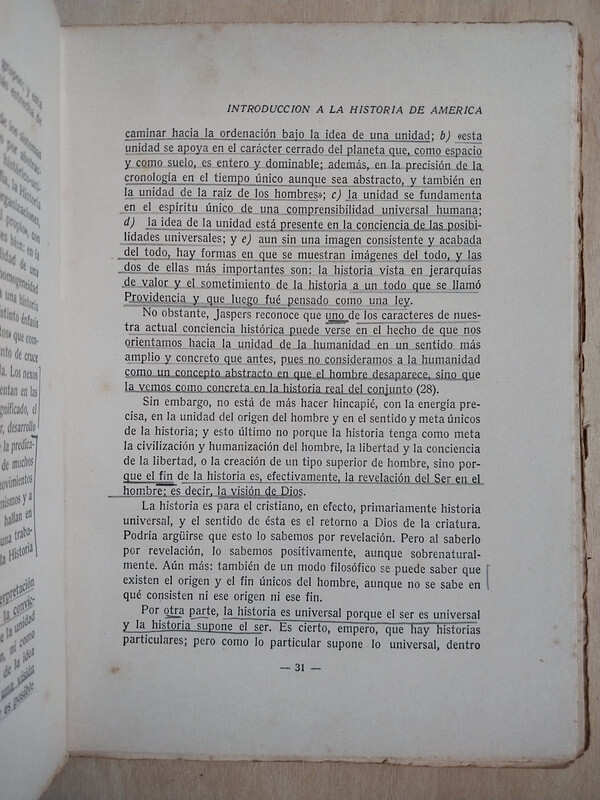 INTRODUCCION A LA HISTORIA DE AMERICA
caminar hacia la ordenación bajo la idea de una unidad; b) «esta
unidad se apoya en el carácter cerrado del planeta que, como espacio
y como suelo, es entero y dominable; además, en la precisión de la
cronología en el tiempo único aunque sea abstracto, y también en
la unidad de la raiz de los hombres»; c) la unidad se fundamenta
en el espíritu único de una comprensibilidad universal humana;
d) la idea de la unidad está presente en la conciencia de las posibi-
lidades universales; y e) aun sin una imagen consistente y acabada
del todo, hay formas en que se muestran imágenes del todo, y las
dos de ellas más importantes son: la historia vista en jerarquías
de valor y el sometimiento de la historia a un todo que se llamó
Providencia y que luego fué pensado como una ley.
No obstante, Jaspers reconoce que uno de los caracteres de nues-
tra actual conciencia histórica puede verse en el hecho de que nos
orientamos hacia la unidad de la humanidad en un sentido más
amplio y concreto que antes, pues no consideramos a la humanidad
como un concepto abstracto en que el hombre desaparece, sino que
la vemos como concreta en la historia real del conjunto (28).
Sin embargo, no está de más hacer hincapié, con la energía pre-
cisa, en la unidad del origen del hombre y en el sentido y meta únicos
de la historia; y esto último no porque la historia tenga como meta
la civilización y humanización del hombre, la libertad y la conciencia
de la libertad, o la creación de un tipo superior de hombre, sino por-
que el fin de la historia es, efectivamente, la revelación del Ser en el
hombre; es decir, la visión de Dios.
La historia es para el cristiano, en efecto, primariamente historia
universal, y el sentido de ésta es el retorno a Dios de la criatura.
Podría argüirse que esto lo sabemos por revelación. Pero al saberlo
por revelación, lo sabemos positivamente, aunque sobrenatural-
mente. Aún más: también de un modo filosófico se puede saber que
existen el origen y el fin únicos del hombre, aunque no se sabe en
qué consisten ni ese origen ni ese fin.
Por otra parte, la historia es universal porque el ser es universal
y la historia supone el ser. Es cierto, empero, que hay historias
particulares; pero como lo particular supone lo universal, dentro
— 31 —